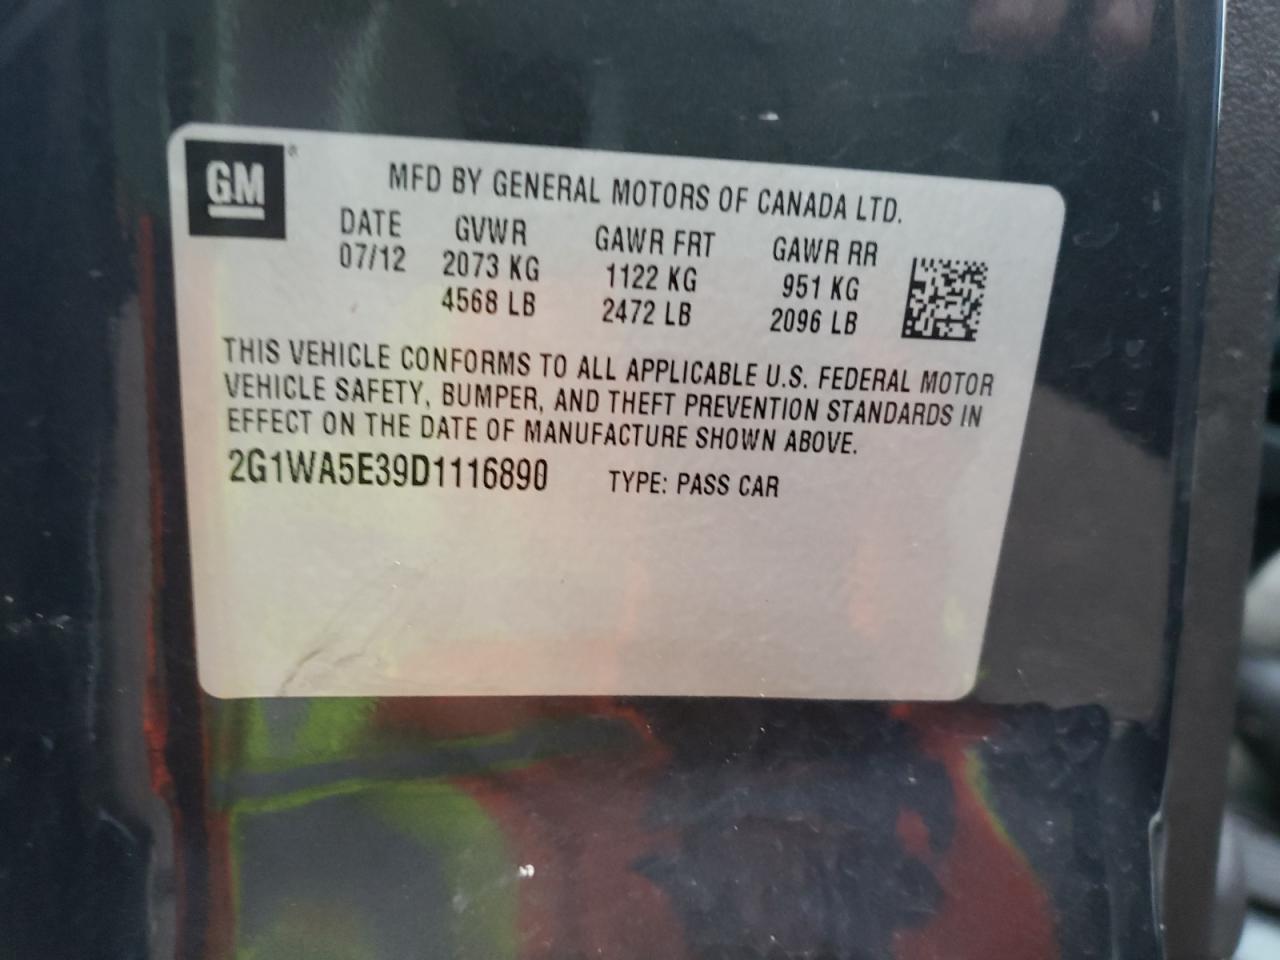 GM
MFD BY GENERAL MOTORS OF CANADA LTD.
DATE GVWR GAWR FRT GAWR RR
07/12 2073 KG 1122 KG 951 KG
4568 LB 2472 LB 2096 LB
THIS VEHICLE CONFORMS TO ALL APPLICABLE U.S. FEDERAL MOTOR
VEHICLE SAFETY, BUMPER, AND THEFT PREVENTION STANDARDS IN
EFFECT ON THE DATE OF MANUFACTURE SHOWN ABOVE.
2G1WA5E39D1116890 TYPE: PASS CAR